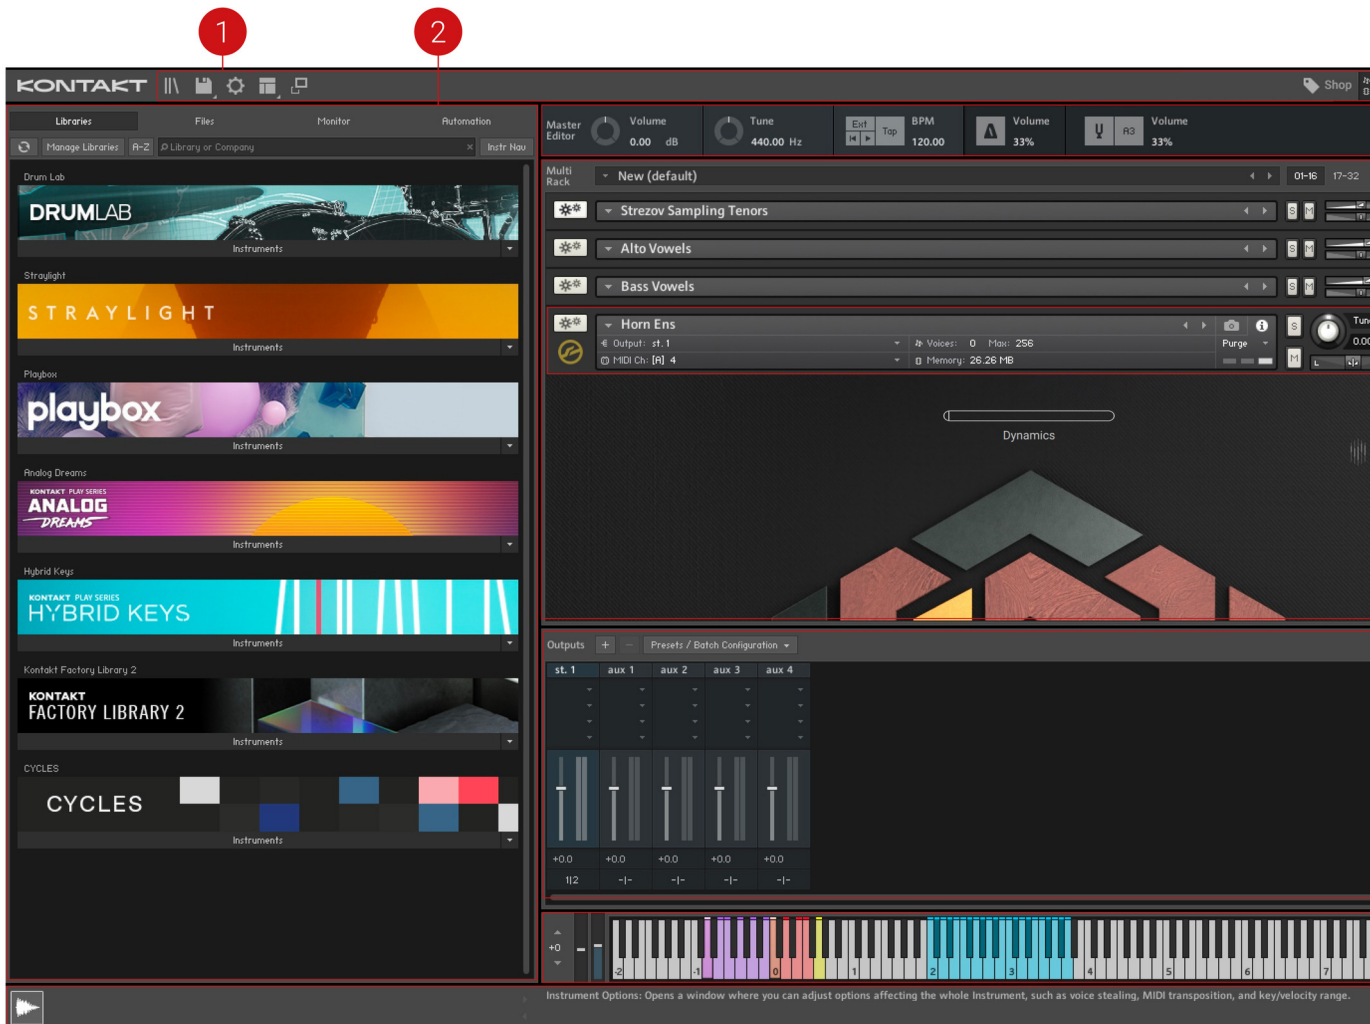 1
2
KONTAKT
Shop
Libraries
Files
Monitor
Automation
Manage Libraries
A-Z
Library or Company
×
Instr Nav
Drum Lab
DRUMLAB
Instruments
Straylight
STRAYLIGHT
Instruments
Playbox
playbox
Instruments
Analog Dreams
KONTAKT PLAY SERIES
ANALOG
DREAMS
Instruments
Hybrid Keys
KONTAKT PLAY SERIES
HYBRID KEYS
Instruments
Kontakt Factory Library 2
KONTAKT
FACTORY LIBRARY 2
Instruments
CYCLES
CYCLES
Instruments
Master
Editor
Volume
0.00 dB
Tune
440.00 Hz
Ext
Tap
BPM
120.00
Volume
33%
A3
Volume
33%
Multi
Rack
New (default)
01-16
17-32
Strezov Sampling Tenors
S M
Alto Vowels
S M
Bass Vowels
S M
Horn Ens
Output: st. 1
Voices: 0 Max: 256
Purge
MIDI Ch: [A] 4
Memory: 26.26 MB
S
M
Tune
0.00
L
Dynamics
Outputs
+
-
Presets / Batch Configuration
st. 1
aux 1
aux 2
aux 3
aux 4
+0.0
+0.0
+0.0
+0.0
+0.0
1|2
-|-
-|-
-|-
-|-
+0
-2
-1
0
1
2
3
4
5
6
7
Instrument Options: Opens a window where you can adjust options affecting the whole Instrument, such as voice stealing, MIDI transposition, and key/velocity range.